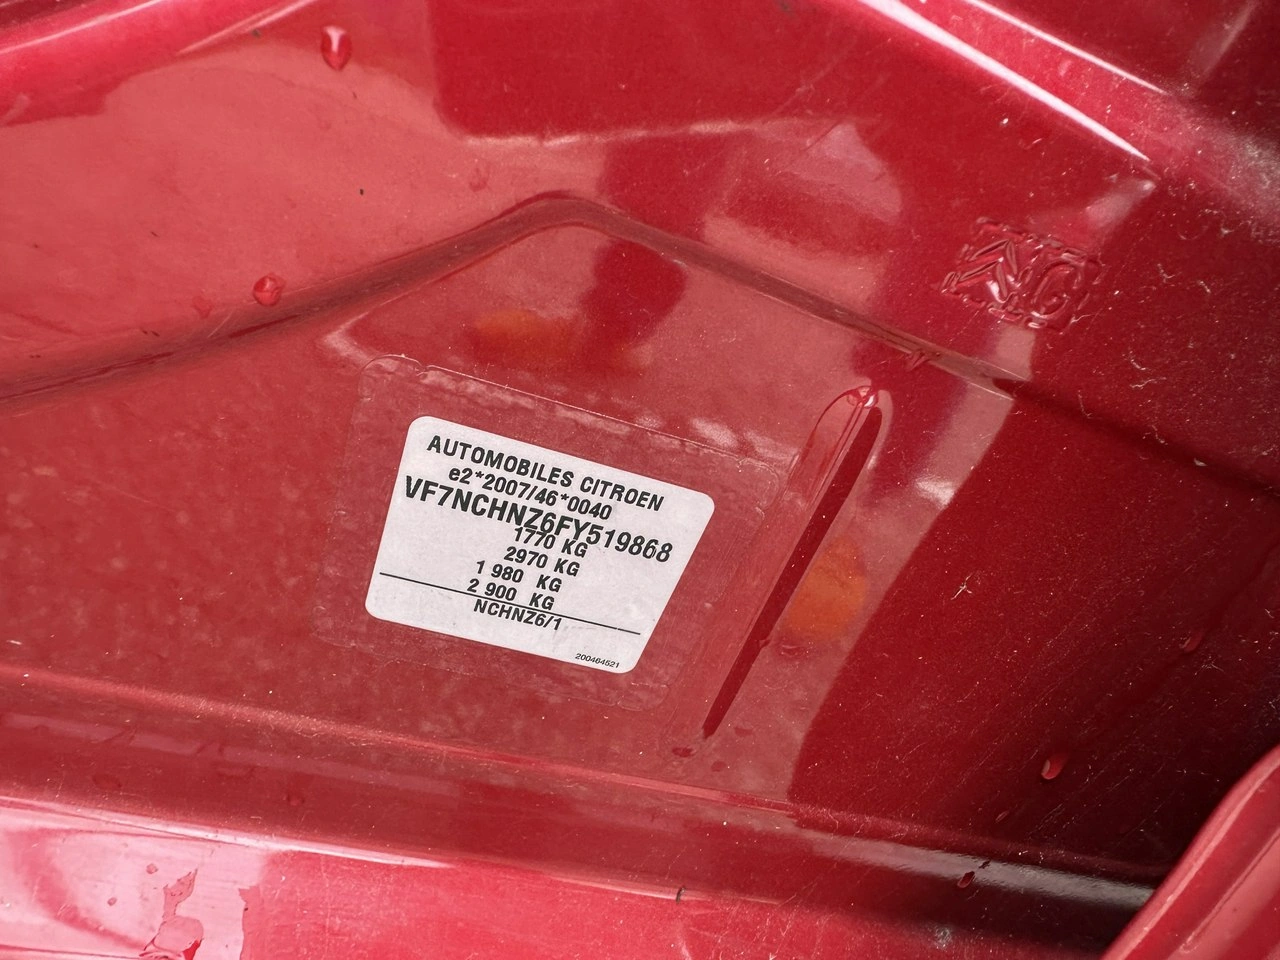 AUTOMOBILES CITROEN
e2*2007/46*0040
VF7NCHNZ6FY519868
1770 KG
2970 KG
1 980 KG
2 900 KG
NCHNZ6/1
200464521